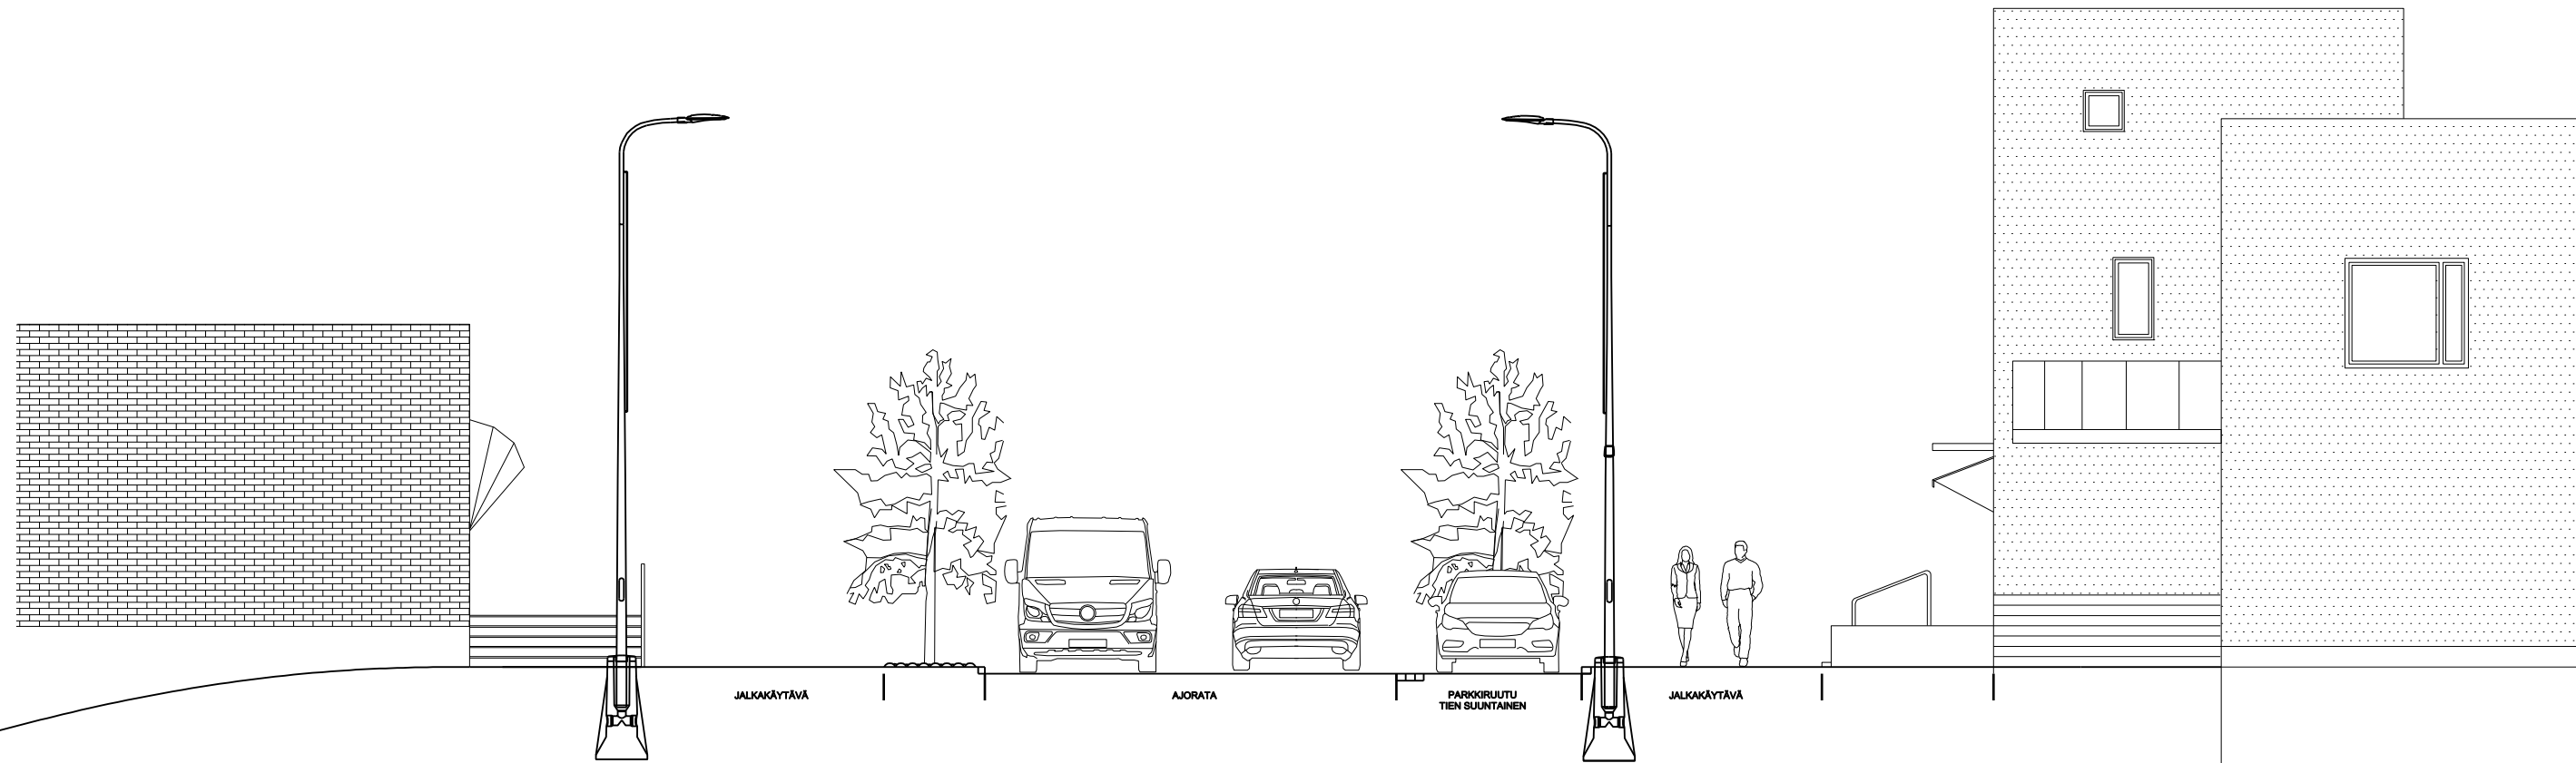 JALKAKÄYTÄVÄ
AJORATA
PARKKIRUUTU
TIEN SUUNTAINEN
JALKAKÄYTÄVÄ